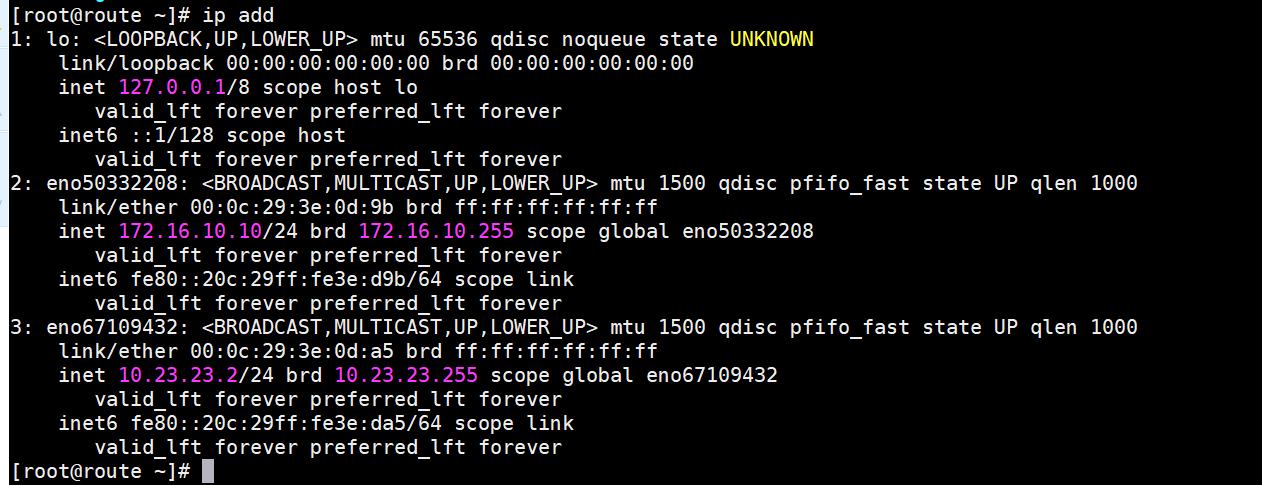 [root@route ~]# ip add
1: lo: <LOOPBACK,UP,LOWER_UP> mtu 65536 qdisc noqueue state UNKNOWN
    link/loopback 00:00:00:00:00:00 brd 00:00:00:00:00:00
    inet 127.0.0.1/8 scope host lo
       valid_lft forever preferred_lft forever
    inet6 ::1/128 scope host
       valid_lft forever preferred_lft forever
2: eno50332208: <BROADCAST,MULTICAST,UP,LOWER_UP> mtu 1500 qdisc pfifo_fast state UP qlen 1000
    link/ether 00:0c:29:3e:0d:9b brd ff:ff:ff:ff:ff:ff
    inet 172.16.10.10/24 brd 172.16.10.255 scope global eno50332208
       valid_lft forever preferred_lft forever
    inet6 fe80::20c:29ff:fe3e:d9b/64 scope link
       valid_lft forever preferred_lft forever
3: eno67109432: <BROADCAST,MULTICAST,UP,LOWER_UP> mtu 1500 qdisc pfifo_fast state UP qlen 1000
    link/ether 00:0c:29:3e:0d:a5 brd ff:ff:ff:ff:ff:ff
    inet 10.23.23.2/24 brd 10.23.23.255 scope global eno67109432
       valid_lft forever preferred_lft forever
    inet6 fe80::20c:29ff:fe3e:da5/64 scope link
       valid_lft forever preferred_lft forever
[root@route ~]#